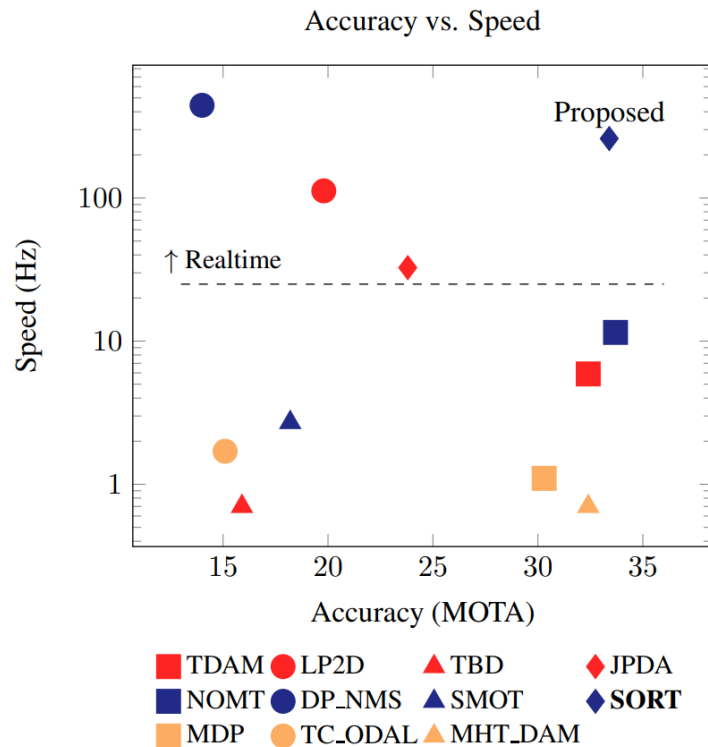 Accuracy vs. Speed
Proposed
100
↑ Realtime
10
1
Speed (Hz)
15 20 25 30 35
Accuracy (MOTA)
TDAM LP2D TBD JPDA
NOMT DP_NMS SMOT SORT
MDP TC_ODAL MHT_DAM